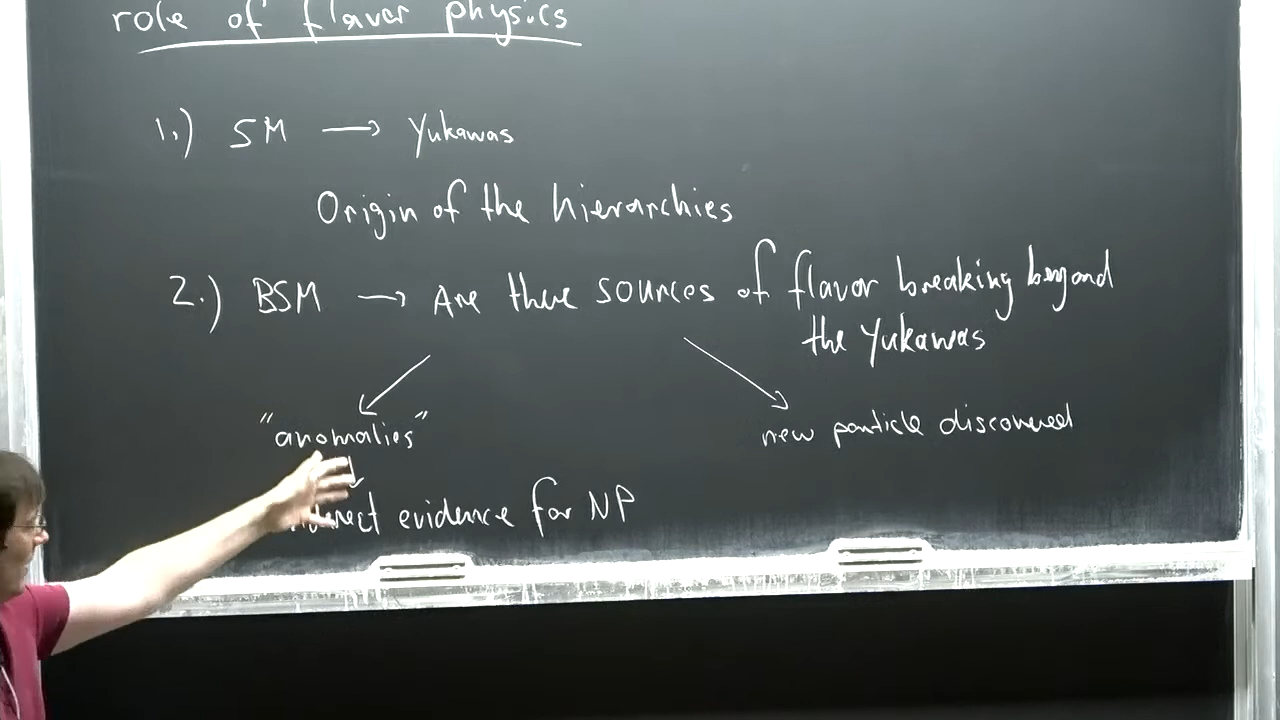 role of flavor physics
1.) SM → Yukawas
Origin of the hierarchies
2.) BSM → Are there sources of flavor breaking beyond
the Yukawas
"anomalies"
new particle discovered
evidence for NP